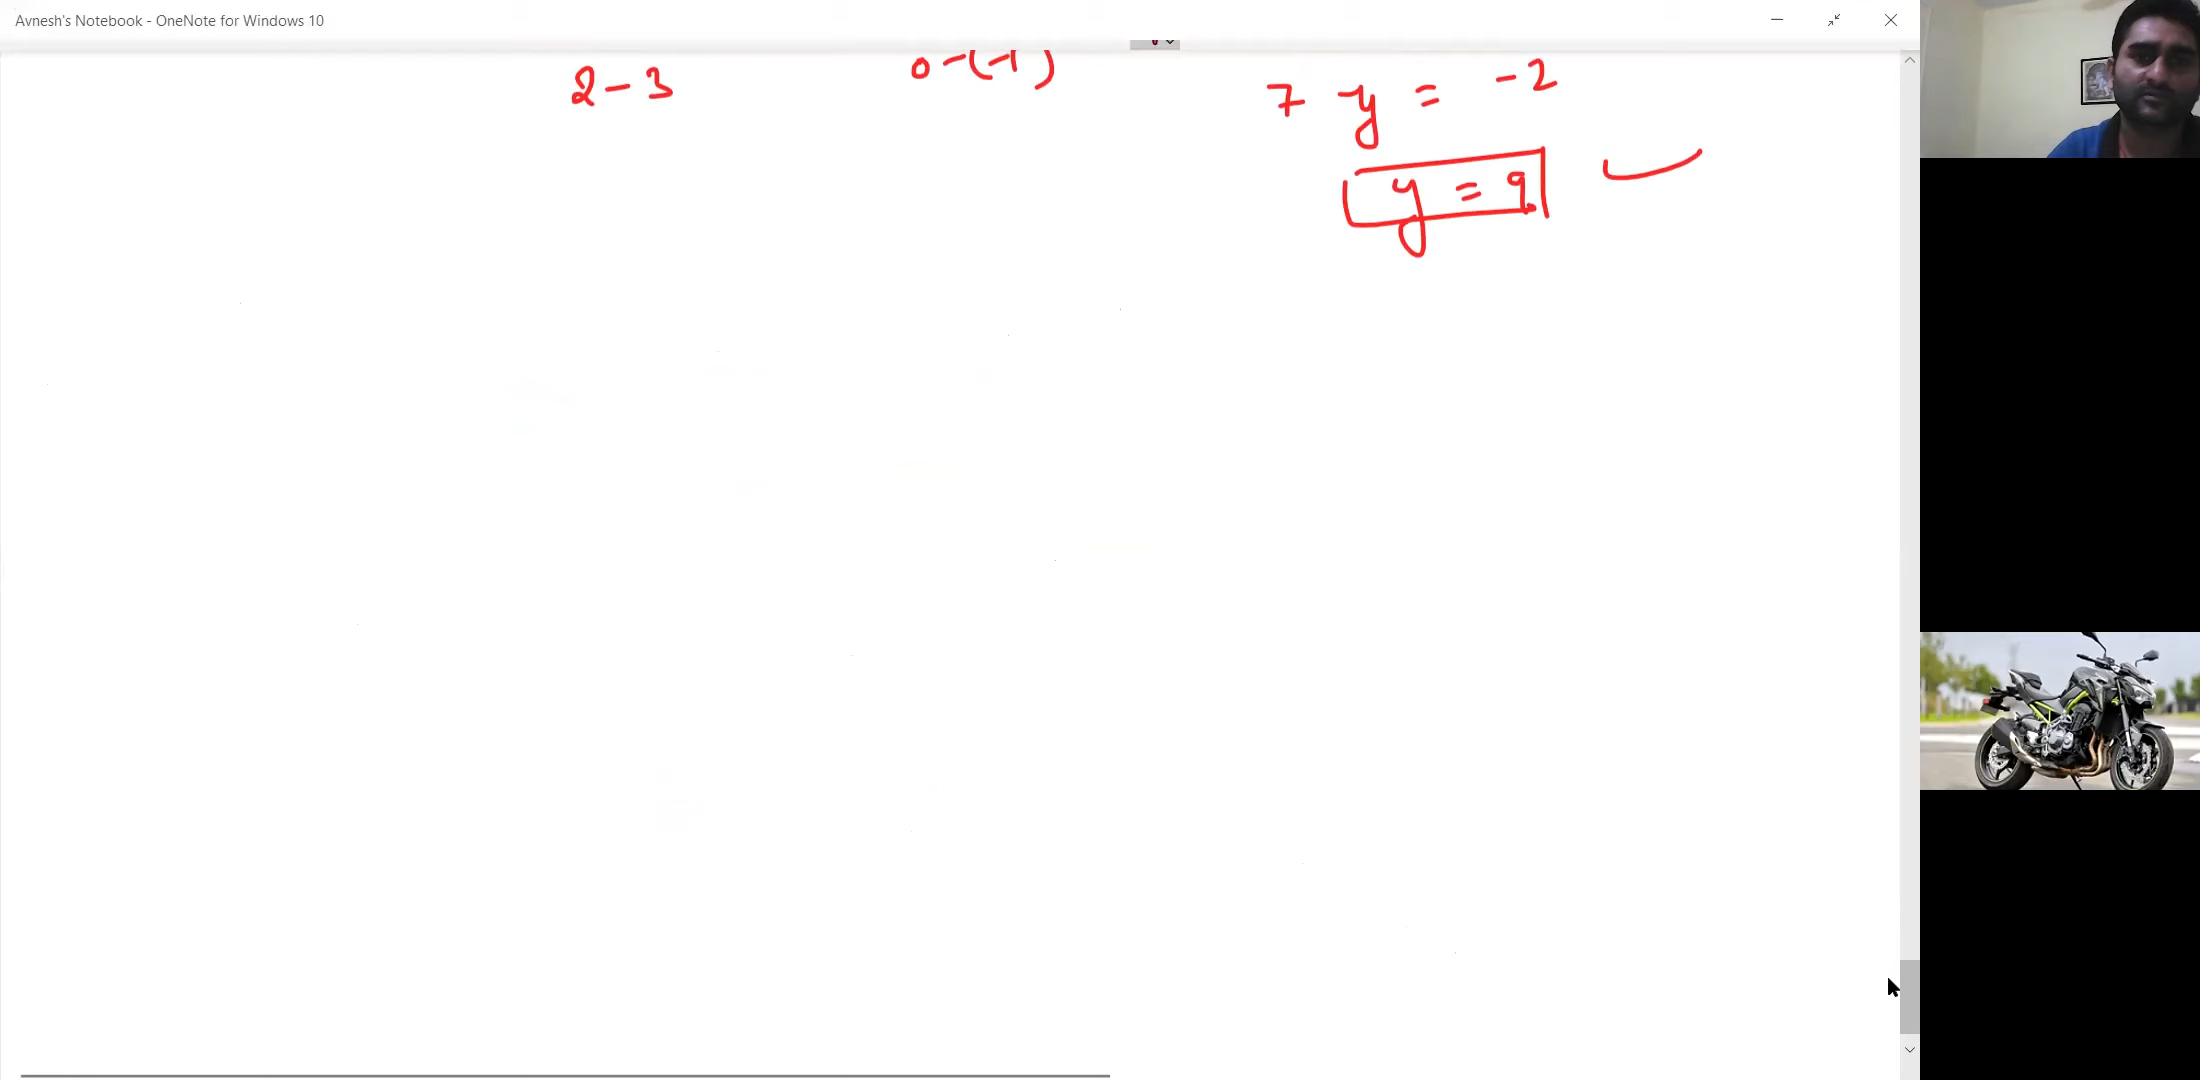 Avnesh's Notebook - OneNote for Windows 10
2 - 3
0 - (-1)
7 - y = -2
y = 9